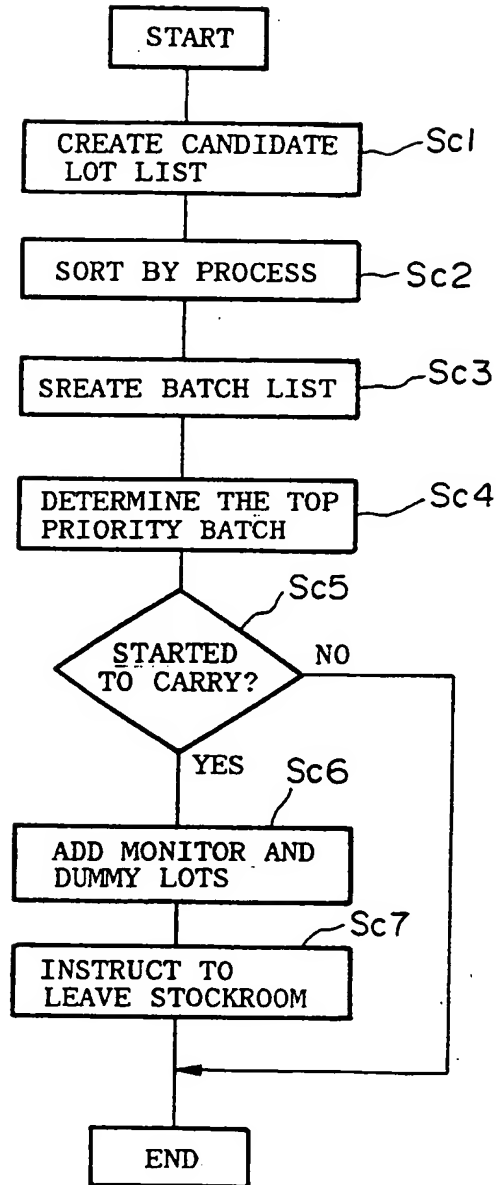 START
CREATE CANDIDATE
LOT LIST
Sc1
SORT BY PROCESS
Sc2
SREATE BATCH LIST
Sc3
DETERMINE THE TOP
PRIORITY BATCH
Sc4
Sc5
STARTED
TO CARRY?
NO
YES
Sc6
ADD MONITOR AND
DUMMY LOTS
Sc7
INSTRUCT TO
LEAVE STOCKROOM
END